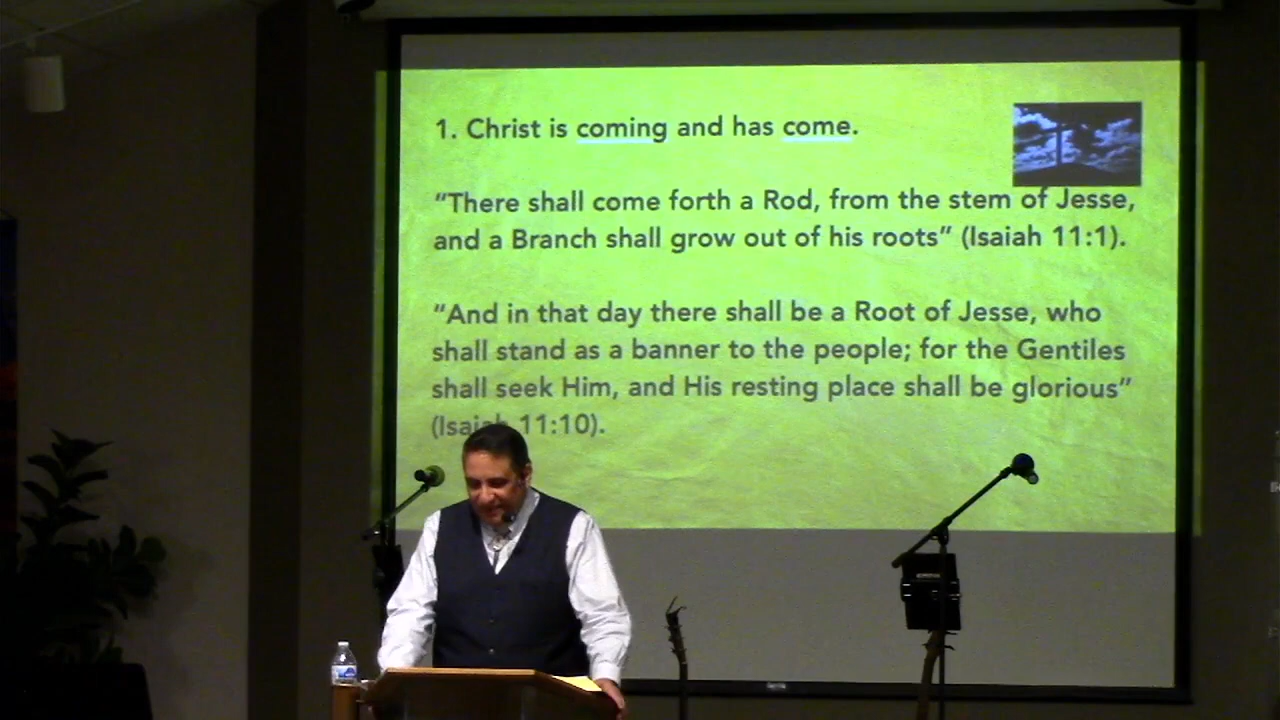 1. Christ is coming and has come.
“There shall come forth a Rod, from the stem of Jesse,
and a Branch shall grow out of his roots” (Isaiah 11:1).
“And in that day there shall be a Root of Jesse, who
shall stand as a banner to the people; for the Gentiles
shall seek Him, and His resting place shall be glorious”
11:10).